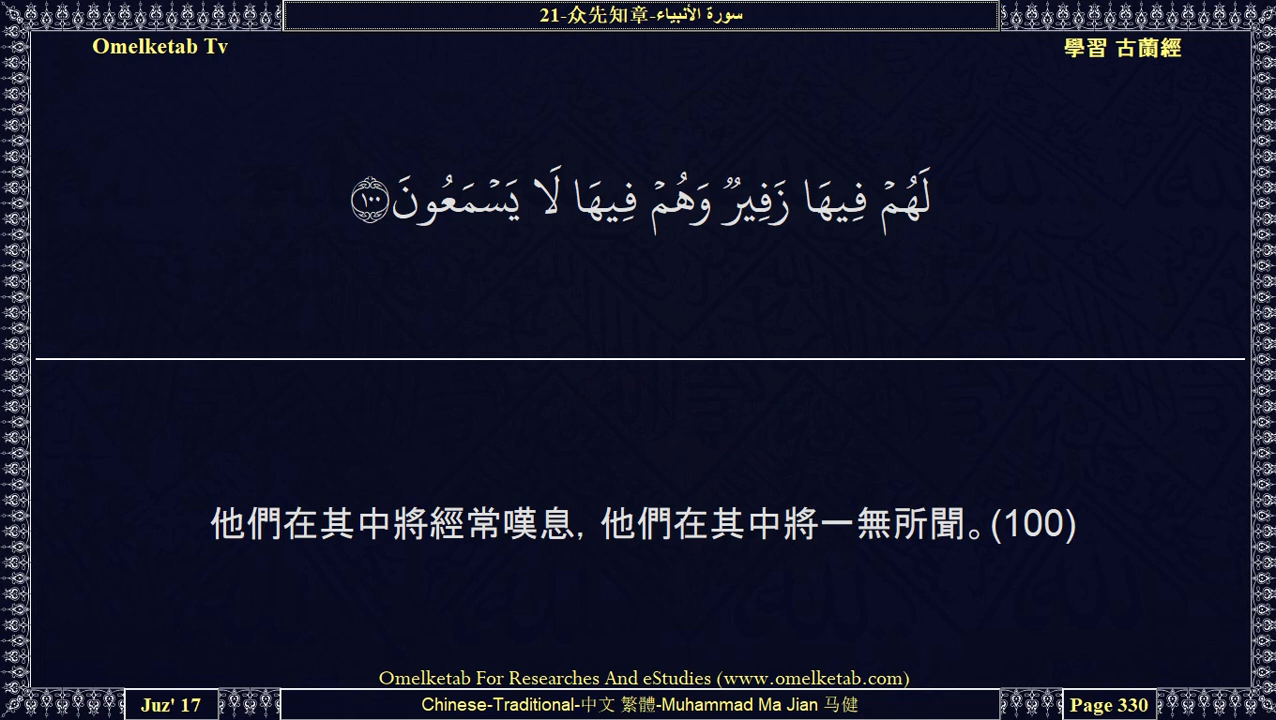 21-众先知章-سورة الأنبياء
Omelketab Tv
學習 古蘭經
لَهُمۡ فِيهَا زَفِيرٞ وَهُمۡ فِيهَا لَا يَسۡمَعُونَ ١٠٠
他們在其中將經常嘆息，他們在其中將一無所聞。(100)
Omelketab For Researches And eStudies (www.omelketab.com)
Juz' 17
Chinese-Traditional-中文 繁體-Muhammad Ma Jian 马健
Page 330